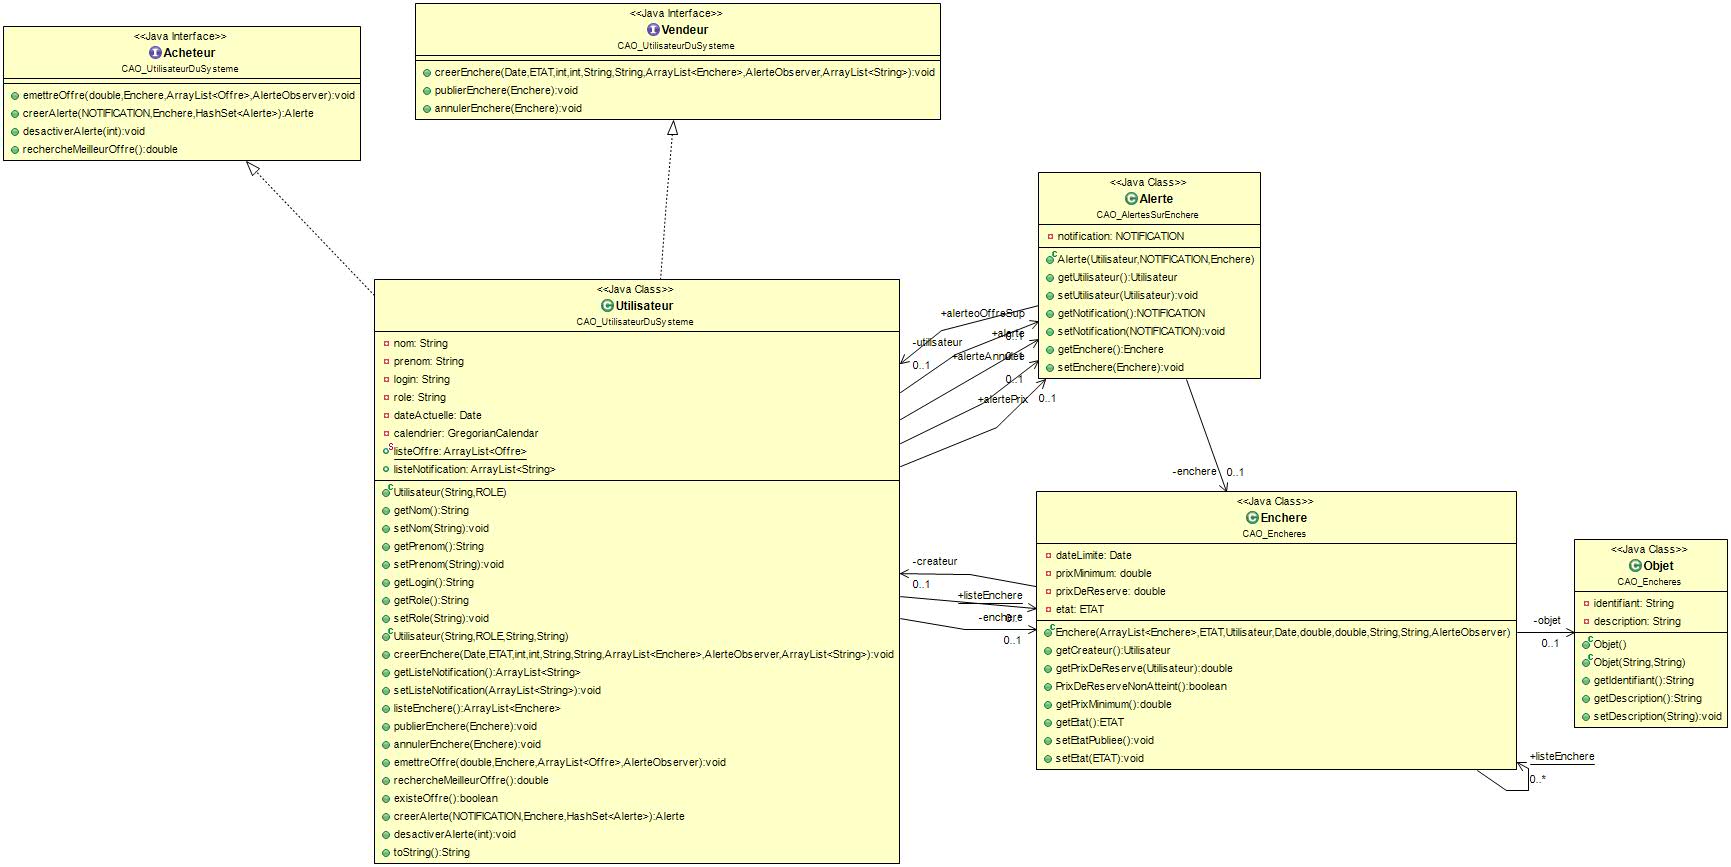 <<Java Interface>>
Acheteur
CAO_UtilisateurDuSysteme
emettreOffre(double,Enchere,ArrayList<Offre>,AlerteObserver):void
creerAlerte(NOTIFICATION,Enchere,HashSet<Alerte>):Alerte
desactiverAlerte(int):void
rechercheMeilleurOffre():double
<<Java Interface>>
Vendeur
CAO_UtilisateurDuSysteme
creerEnchere(Date,ETAT,int,int,String,String,ArrayList<Enchere>,AlerteObserver,ArrayList<String>):void
publierEnchere(Enchere):void
annulerEnchere(Enchere):void
<<Java Class>>
Alerte
CAO_AlertesSurEnchere
notification: NOTIFICATION
Alerte(Utilisateur,NOTIFICATION,Enchere)
getUtilisateur():Utilisateur
setUtilisateur(Utilisateur):void
getNotification():NOTIFICATION
setNotification(NOTIFICATION):void
getEnchere():Enchere
setEnchere(Enchere):void
<<Java Class>>
Utilisateur
CAO_UtilisateurDuSysteme
nom: String
prenom: String
login: String
role: String
dateActuelle: Date
calendrier: GregorianCalendar
listeOffre: ArrayList<Offre>
listeNotification: ArrayList<String>
Utilisateur(String,ROLE)
getNom():String
setNom(String):void
getPrenom():String
setPrenom(String):void
getLogin():String
getRole():String
setRole(String):void
Utilisateur(String,ROLE,String,String)
creerEnchere(Date,ETAT,int,int,String,String,ArrayList<Enchere>,AlerteObserver,ArrayList<String>):void
getListeNotification():ArrayList<String>
setListeNotification(ArrayList<String>):void
listeEnchere():ArrayList<Enchere>
publierEnchere(Enchere):void
annulerEnchere(Enchere):void
emettreOffre(double,Enchere,ArrayList<Offre>,AlerteObserver):void
rechercheMeilleurOffre():double
existeOffre():boolean
creerAlerte(NOTIFICATION,Enchere,HashSet<Alerte>):Alerte
desactiverAlerte(int):void
toString():String
+alerteoOffreSup
+alerte
0..1
-utilisateur
+alerteAnnulee
0..1
0..1
+alertePrix
0..1
-enchere
0..1
-createur
0..1
+listeEnchere
-enchere
0..1
<<Java Class>>
Enchere
CAO_Encheres
dateLimite: Date
prixMinimum: double
prixDeReserve: double
etat: ETAT
Enchere(ArrayList<Enchere>,ETAT,Utilisateur,Date,double,double,String,String,AlerteObserver)
getCreateur():Utilisateur
getPrixDeReserve(Utilisateur):double
PrixDeReserveNonAtteint():boolean
getPrixMinimum():double
getEtat():ETAT
setEtatPubliee():void
setEtat(ETAT):void
-objet
0..1
<<Java Class>>
Objet
CAO_Encheres
identifiant: String
description: String
Objet()
Objet(String,String)
getIdentifiant():String
getDescription():String
setDescription(String):void
+listeEnchere
0..*